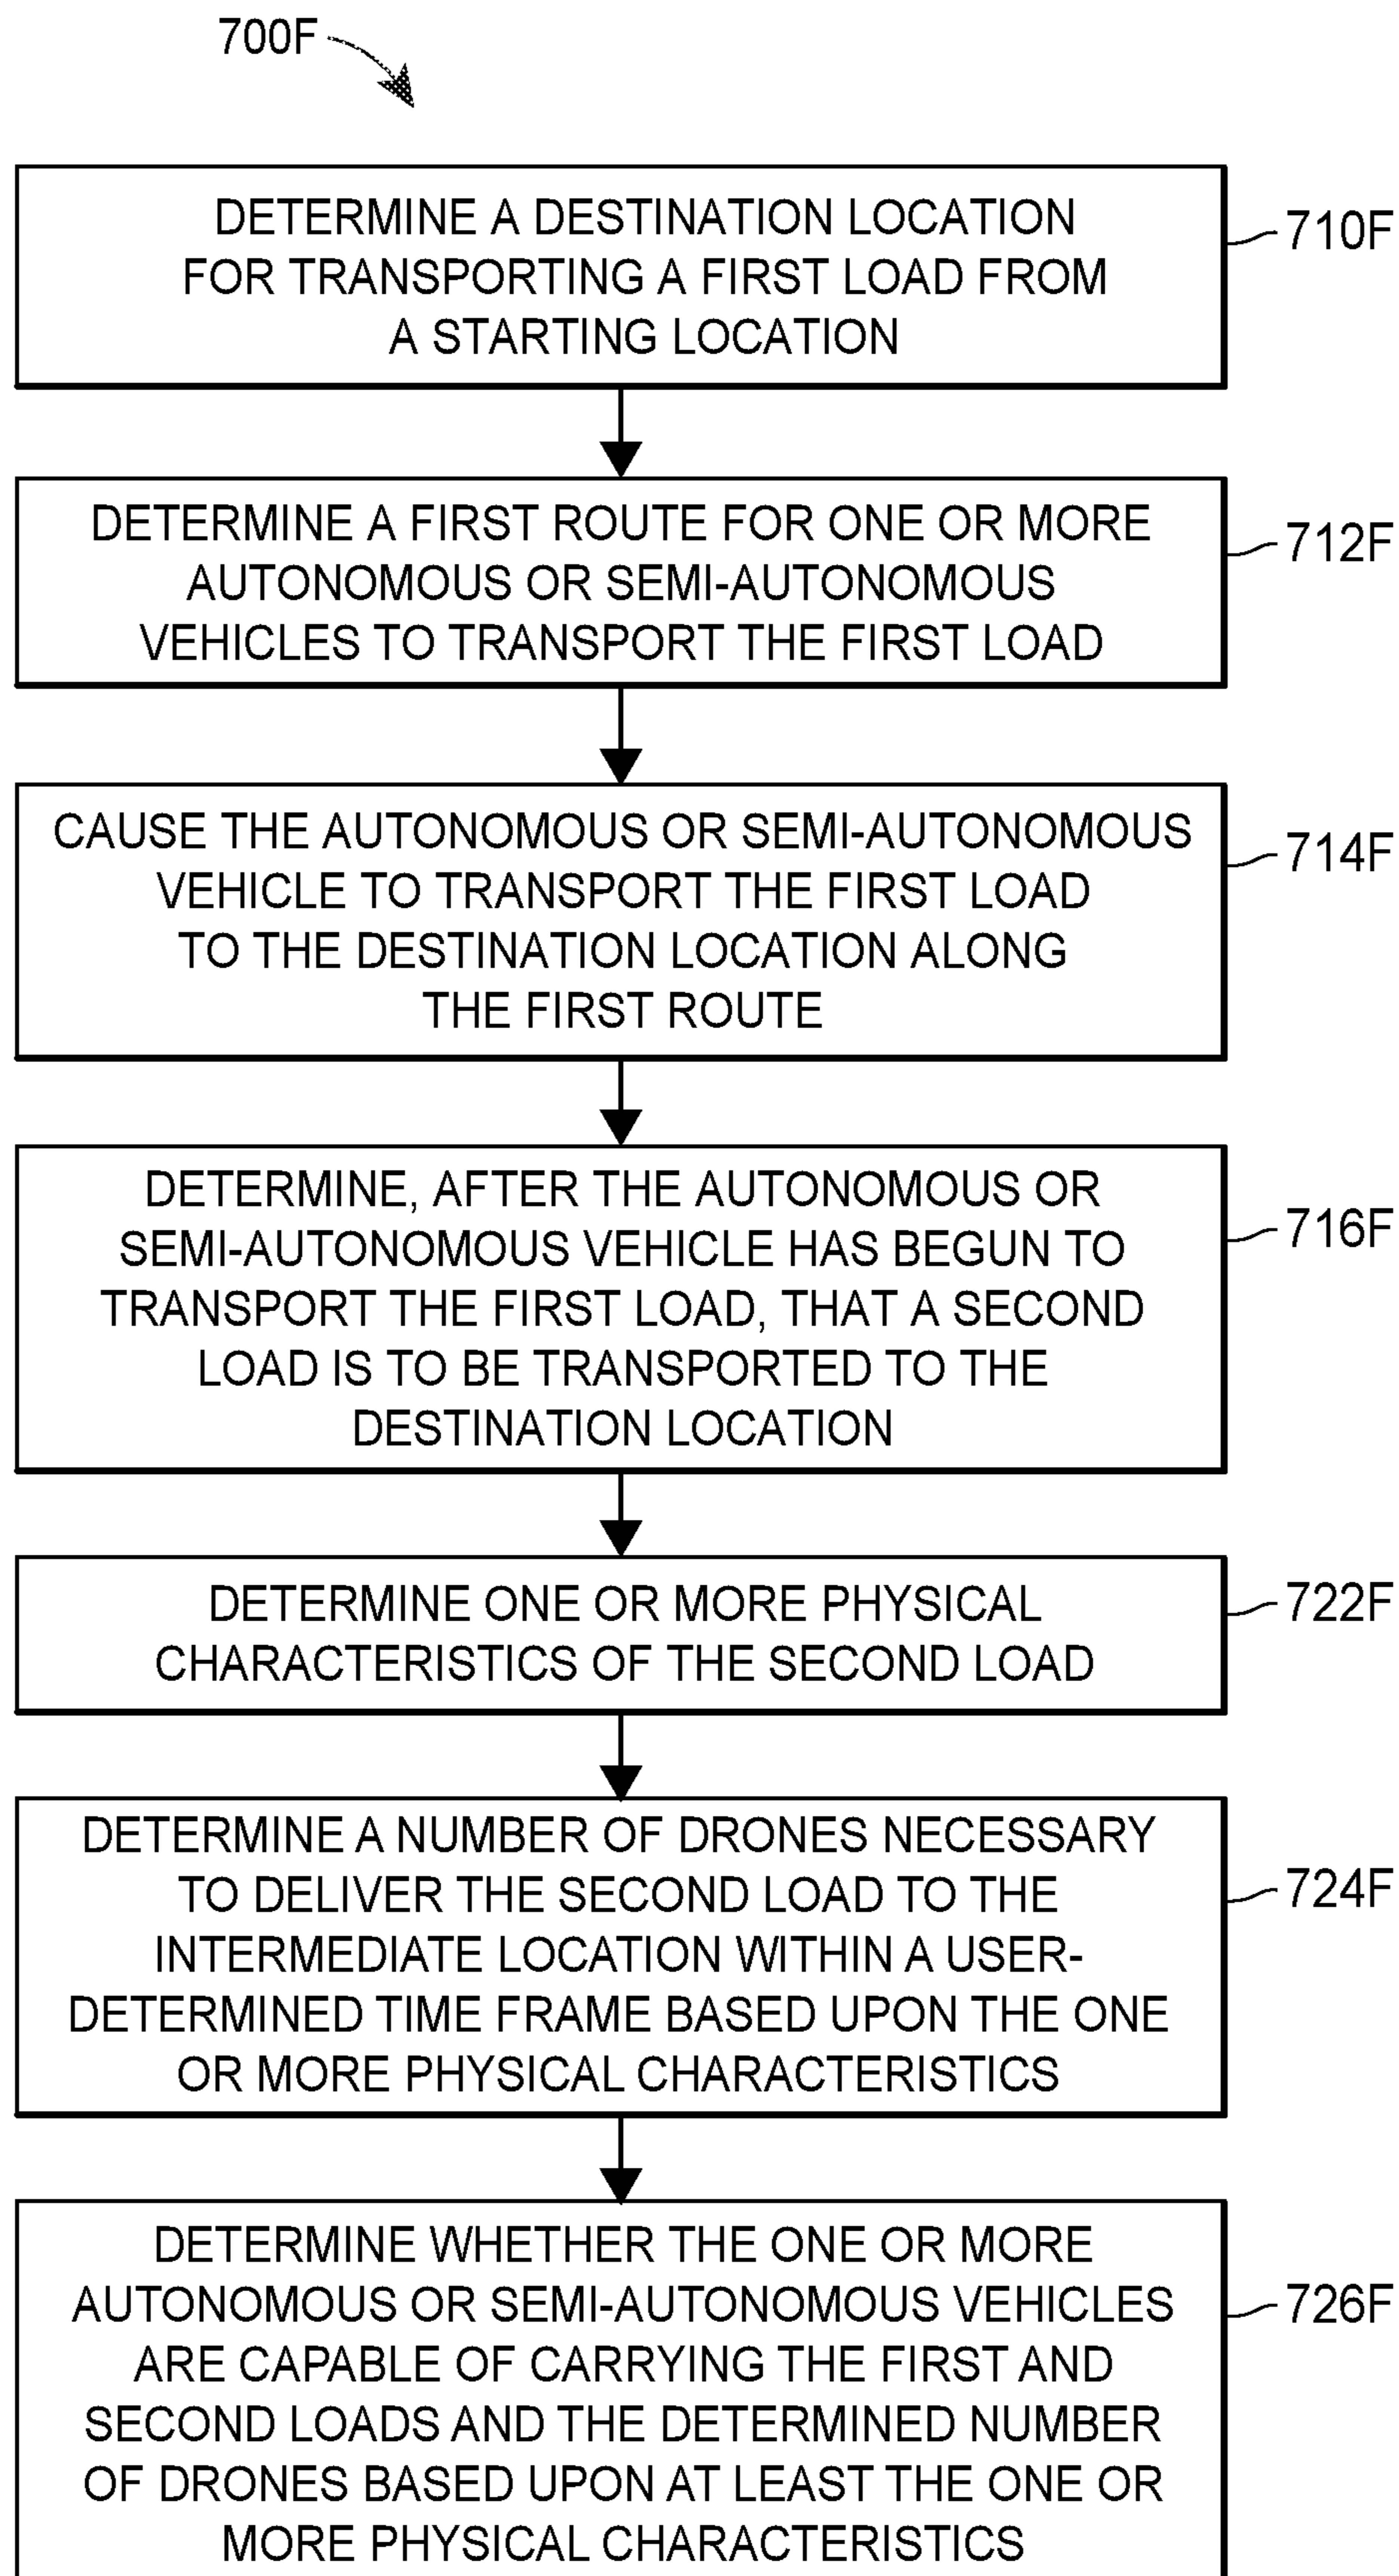 700F
DETERMINE A DESTINATION LOCATION
FOR TRANSPORTING A FIRST LOAD FROM
A STARTING LOCATION
710F
DETERMINE A FIRST ROUTE FOR ONE OR MORE
AUTONOMOUS OR SEMI-AUTONOMOUS
VEHICLES TO TRANSPORT THE FIRST LOAD
712F
CAUSE THE AUTONOMOUS OR SEMI-AUTONOMOUS
VEHICLE TO TRANSPORT THE FIRST LOAD
TO THE DESTINATION LOCATION ALONG
THE FIRST ROUTE
714F
DETERMINE, AFTER THE AUTONOMOUS OR
SEMI-AUTONOMOUS VEHICLE HAS BEGUN TO
TRANSPORT THE FIRST LOAD, THAT A SECOND
LOAD IS TO BE TRANSPORTED TO THE
DESTINATION LOCATION
716F
DETERMINE ONE OR MORE PHYSICAL
CHARACTERISTICS OF THE SECOND LOAD
722F
DETERMINE A NUMBER OF DRONES NECESSARY
TO DELIVER THE SECOND LOAD TO THE
INTERMEDIATE LOCATION WITHIN A USER-
DETERMINED TIME FRAME BASED UPON THE ONE
OR MORE PHYSICAL CHARACTERISTICS
724F
DETERMINE WHETHER THE ONE OR MORE
AUTONOMOUS OR SEMI-AUTONOMOUS VEHICLES
ARE CAPABLE OF CARRYING THE FIRST AND
SECOND LOADS AND THE DETERMINED NUMBER
OF DRONES BASED UPON AT LEAST THE ONE OR
MORE PHYSICAL CHARACTERISTICS
726F